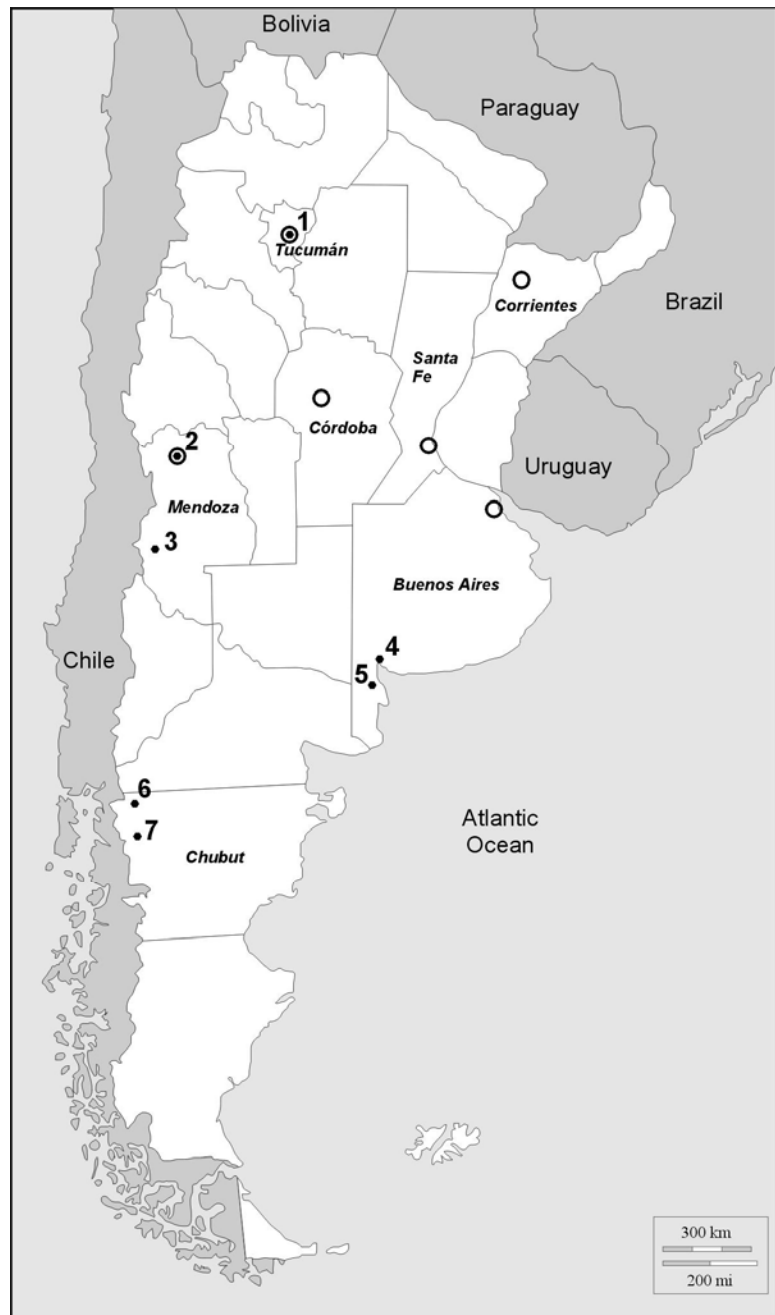 Bolivia
Paraguay
1
Tucumán
Corrientes
Brazil
Santa
Fe
Córdoba
2
Uruguay
Mendoza
3
Buenos Aires
4
Chile
5
6
Atlantic
Ocean
7
Chubut
300 km
200 mi